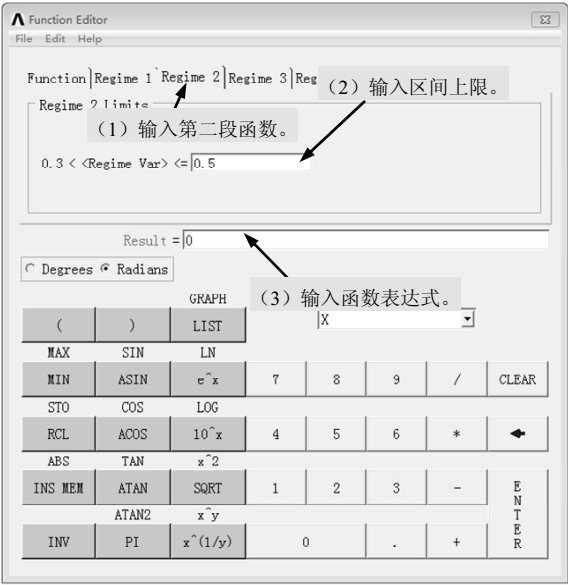 Function Editor
File Edit Help
Function Regime 1 Regime 2 Regime 3 Reg
（2）输入区间上限。
Regime 2 Limits
（1）输入第二段函数。
0.3 < <Regime Var> <= 0.5
Result = 0
Degrees Radians
（3）输入函数表达式。
GRAPH
( ) LIST X
MAX SIN LN
MIN ASIN e^x 7 8 9 / CLEAR
STO COS LOG
RCL ACOS 10^x 4 5 6 *
ABS TAN x^2
INS MEM ATAN SQRT 1 2 3 - ENTER
ATAN2 x^y
INV PI x^(1/y) 0 . +